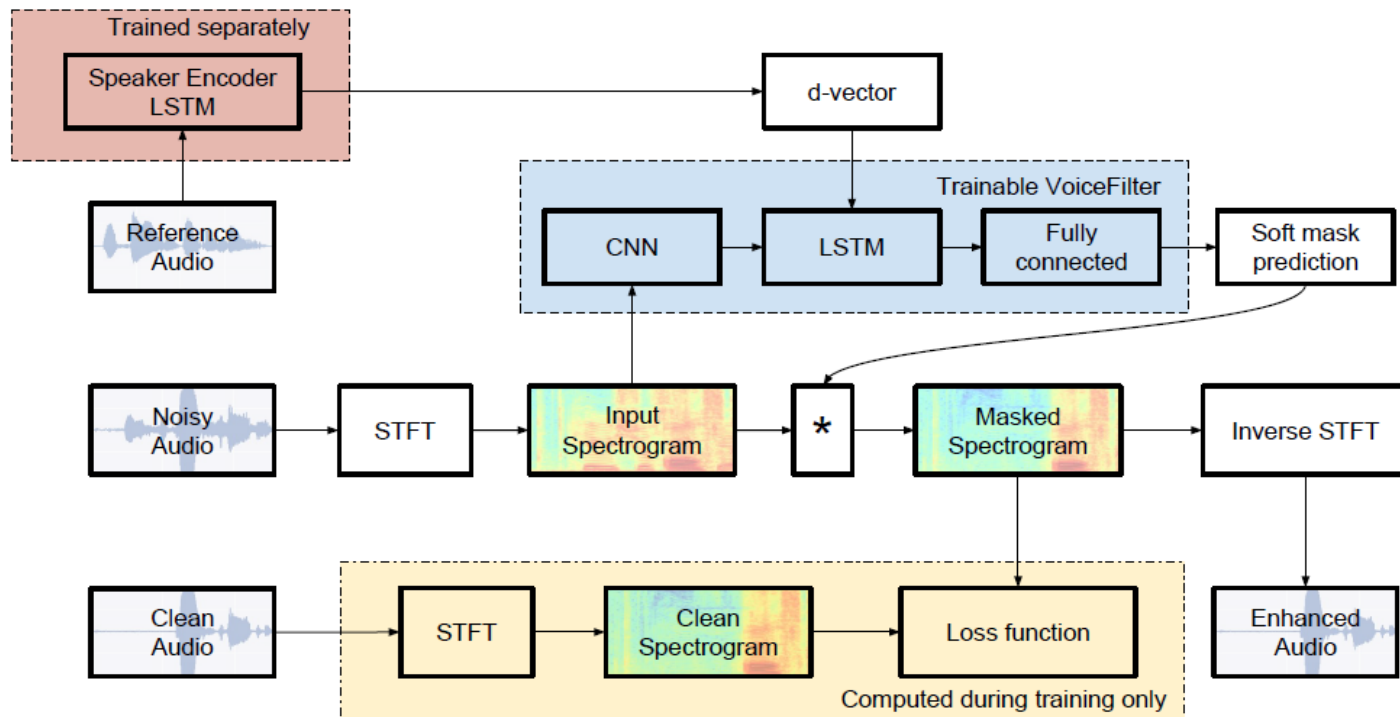 Trained separately
Speaker Encoder
LSTM
d-vector
Trainable VoiceFilter
Reference
Audio
CNN
LSTM
Fully
connected
Soft mask
prediction
Noisy
Audio
STFT
Input
Spectrogram
*
Masked
Spectrogram
Inverse STFT
Clean
Audio
STFT
Clean
Spectrogram
Loss function
Enhanced
Audio
Computed during training only